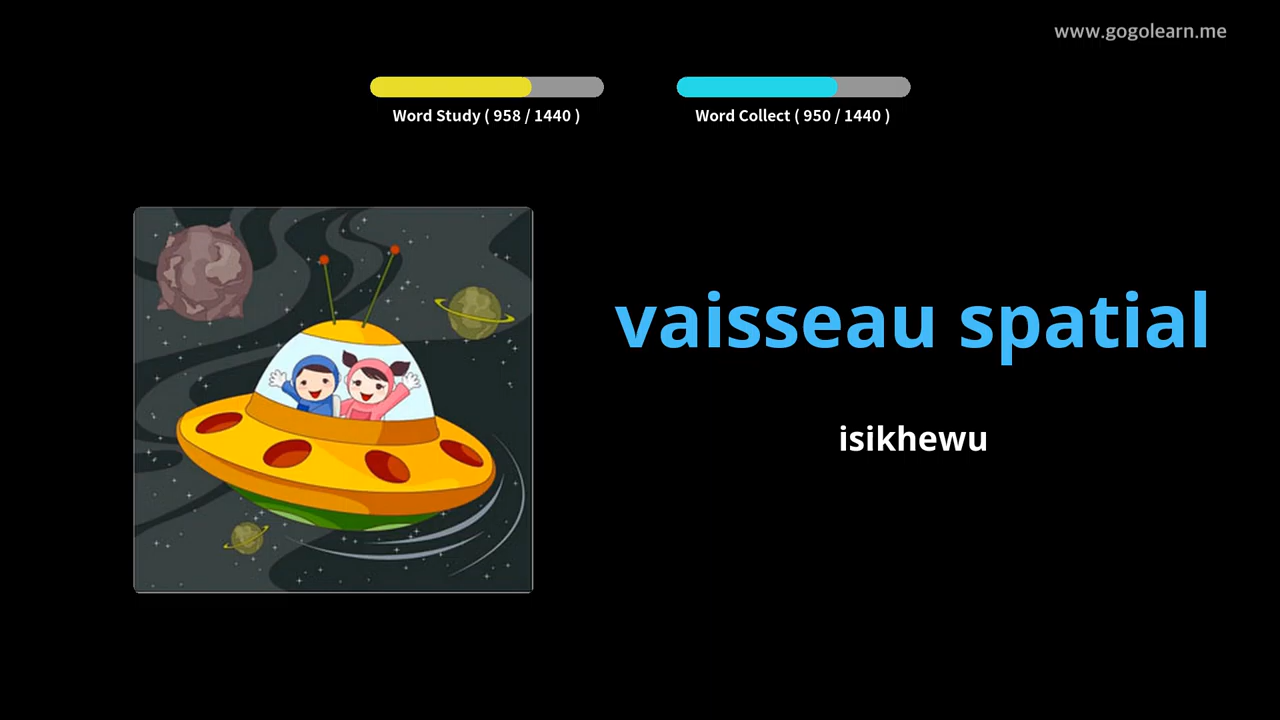 www.gogolearn.me
Word Study ( 958 / 1440 )
Word Collect ( 950 / 1440 )
vaisseau spatial
isikhewu